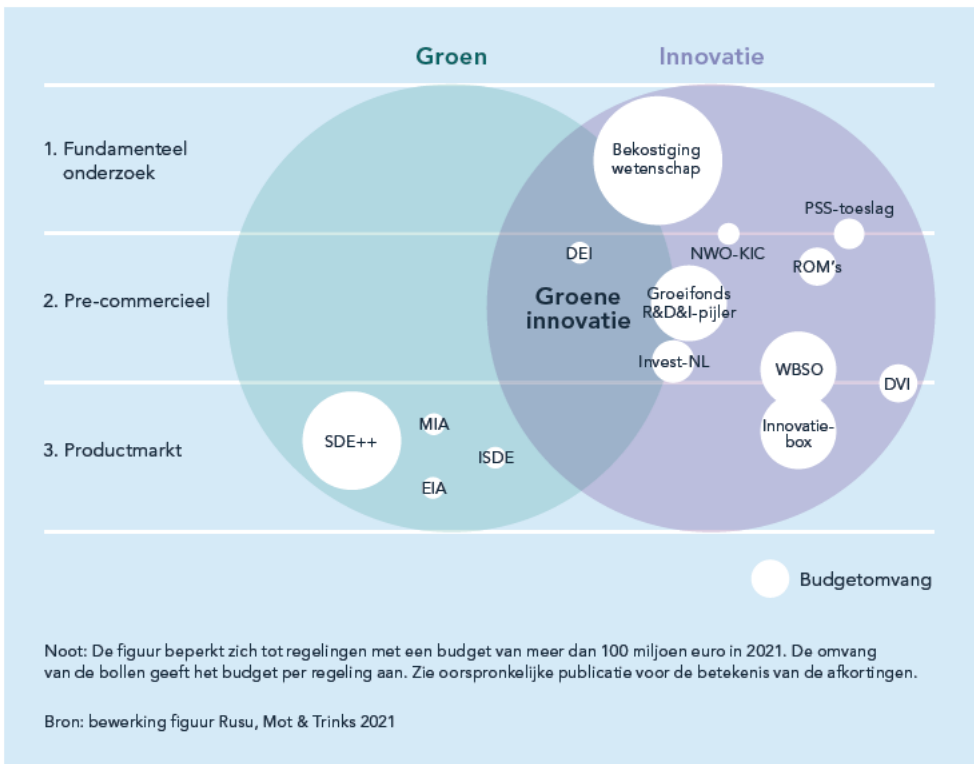 Groen
Innovatie
1. Fundamenteel
onderzoek
Bekostiging
wetenschap
PSS-toeslag
NWO-KIC
ROM's
DEI
2. Pre-commercieel
Groene
innovatie
Groeifonds
R&D&I-pijler
Invest-NL
WBSO
DVI
3. Productmarkt
SDE++
MIA
ISDE
EIA
Innovatie-
box
Budgetomvang
Noot: De figuur beperkt zich tot regelingen met een budget van meer dan 100 miljoen euro in 2021. De omvang
van de bollen geeft het budget per regeling aan. Zie oorspronkelijke publicatie voor de betekenis van de afkortingen.
Bron: bewerking figuur Rusu, Mot & Trinks 2021